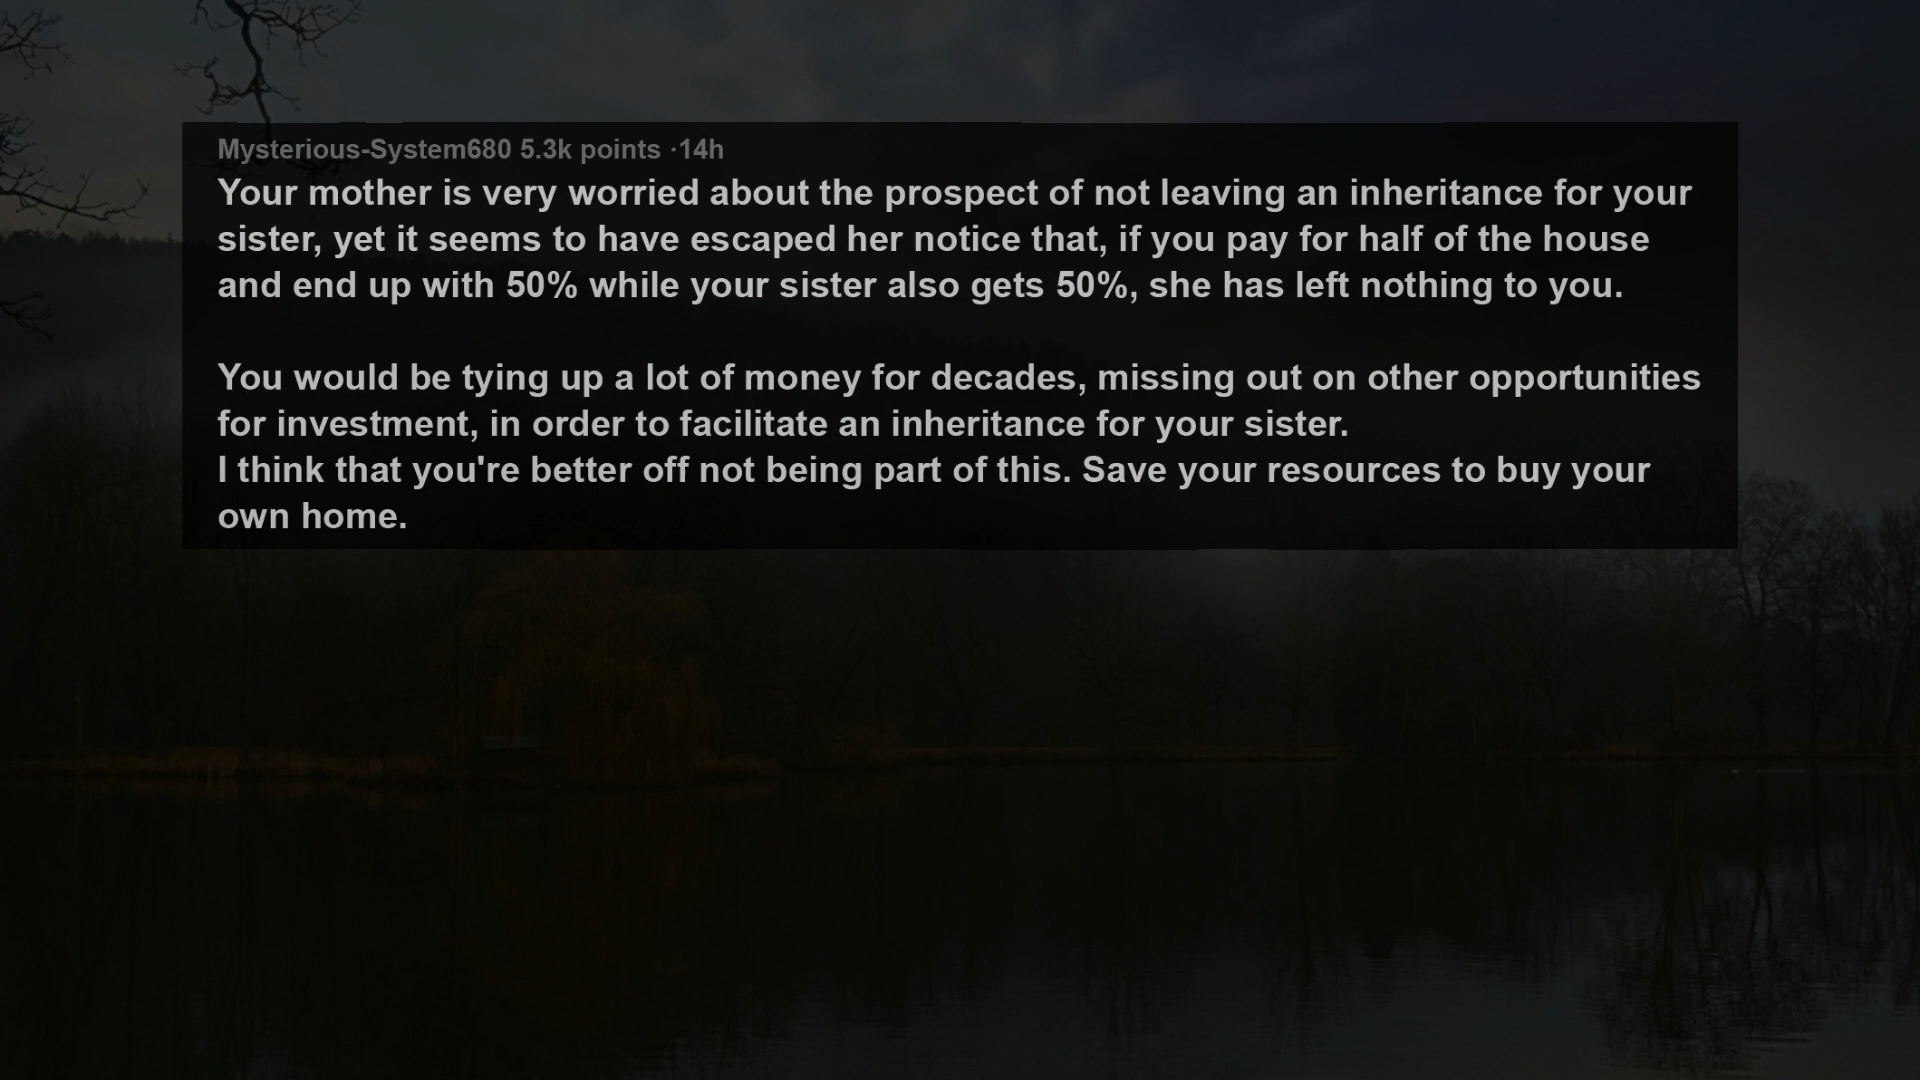 Mysterious-System680 5.3k points ·14h
Your mother is very worried about the prospect of not leaving an inheritance for your
sister, yet it seems to have escaped her notice that, if you pay for half of the house
and end up with 50% while your sister also gets 50%, she has left nothing to you.
You would be tying up a lot of money for decades, missing out on other opportunities
for investment, in order to facilitate an inheritance for your sister.
I think that you're better off not being part of this. Save your resources to buy your
own home.